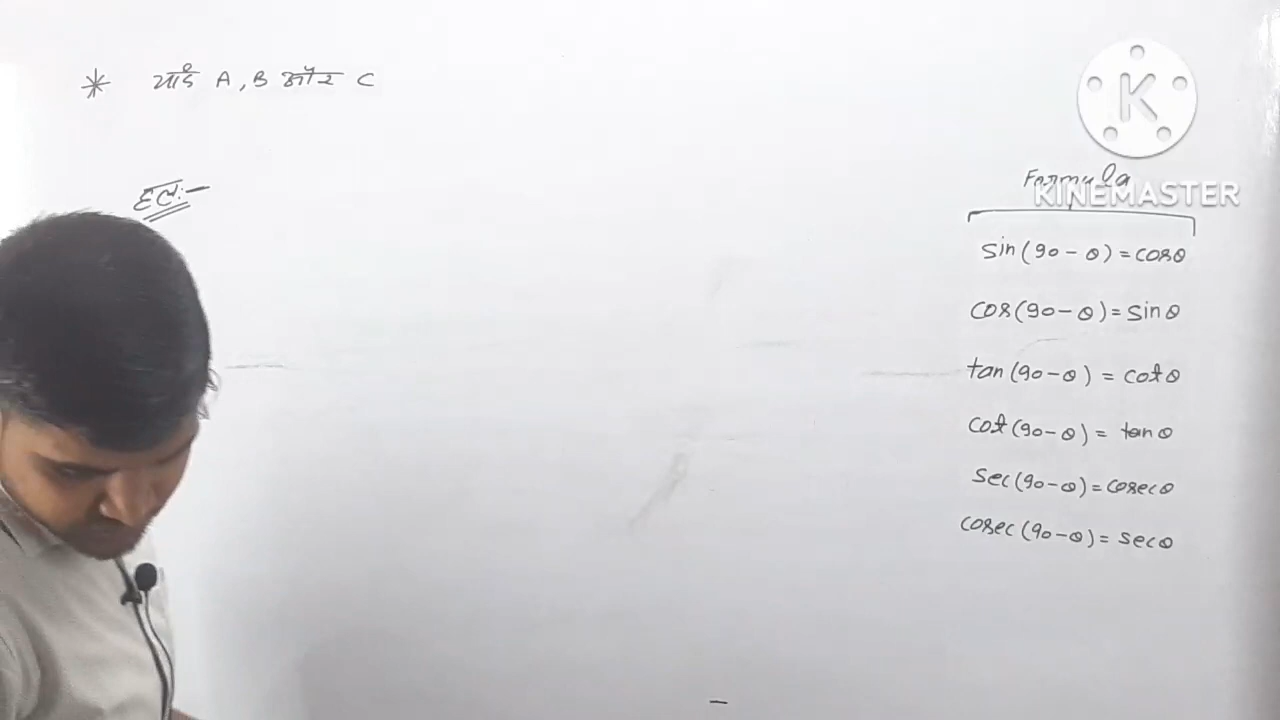 * यदि A, B और C
हल:-
K
KINEMASTER
Formula
sin(90-θ)=cosθ
cos(90-θ)=sinθ
tan(90-θ)=cotθ
cot(90-θ)= tanθ
sec(90-θ)=cosecθ
cosec(90-θ)= secθ